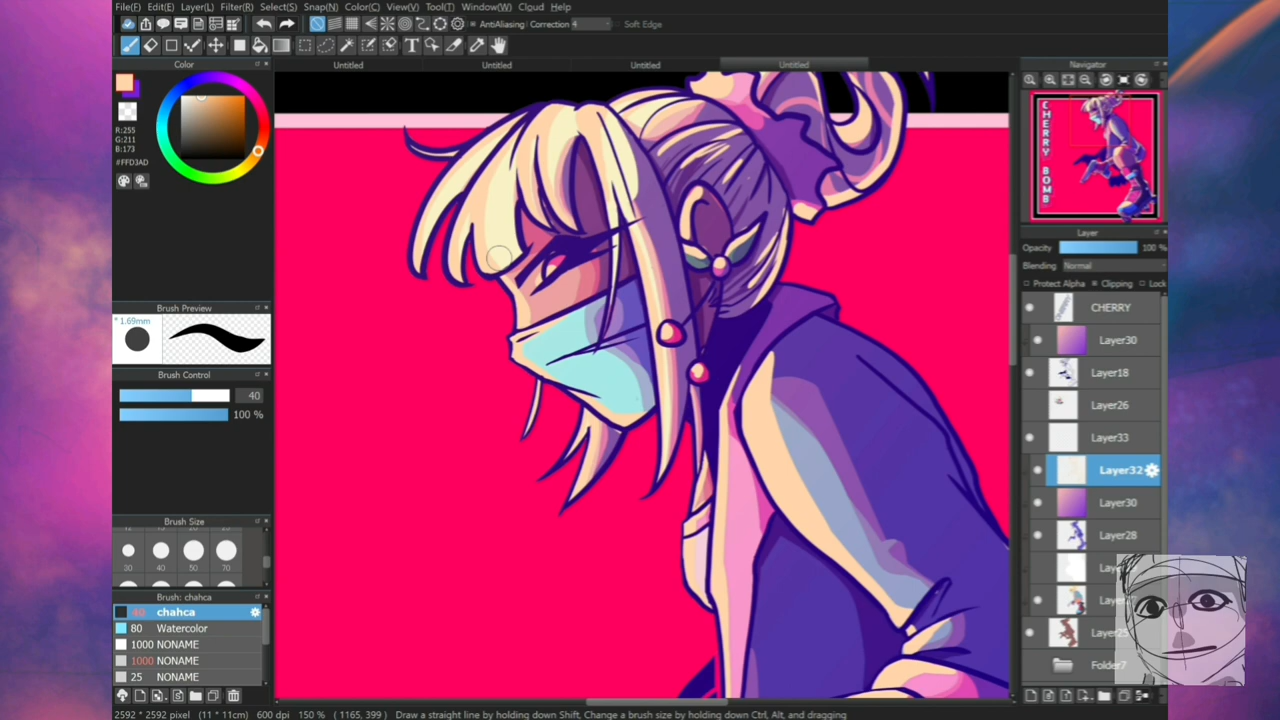 File(F) Edit(E) Layer(L) Filter(R) Select(S) Snap(N) Color(C) View(V) Tool(T) Window(W) Cloud Help
AntiAliasing Correction 4 Soft Edge
Color
Untitled Untitled Untitled Untitled
Navigator
R:255
G:211
B:173
#FFD3AD
CHERRY BOMB
Layer
Opacity 100 %
Blending Normal
Protect Alpha Clipping Lock
CHERRY
Layer30
Layer18
Layer26
Layer33
Layer32
Layer30
Layer28
Layer25
Folder7
Brush Preview
* 1.69mm
Brush Control
40
100 %
Brush Size
30 40 50 70
Brush: chahca
40 chahca
80 Watercolor
1000 NONAME
1000 NONAME
25 NONAME
2592 * 2592 pixel (11 * 11cm) 600 dpi 150 % ( 1165, 399 ) Draw a straight line by holding down Shift, Change a brush size by holding down Ctrl, Alt, and dragging